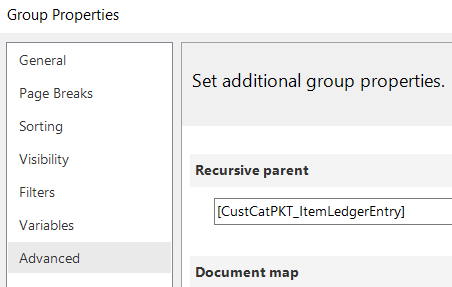 Group Properties
General
Page Breaks
Sorting
Visibility
Filters
Variables
Advanced
Set additional group properties.
Recursive parent
[CustCatPKT_ItemLedgerEntry]
Document map